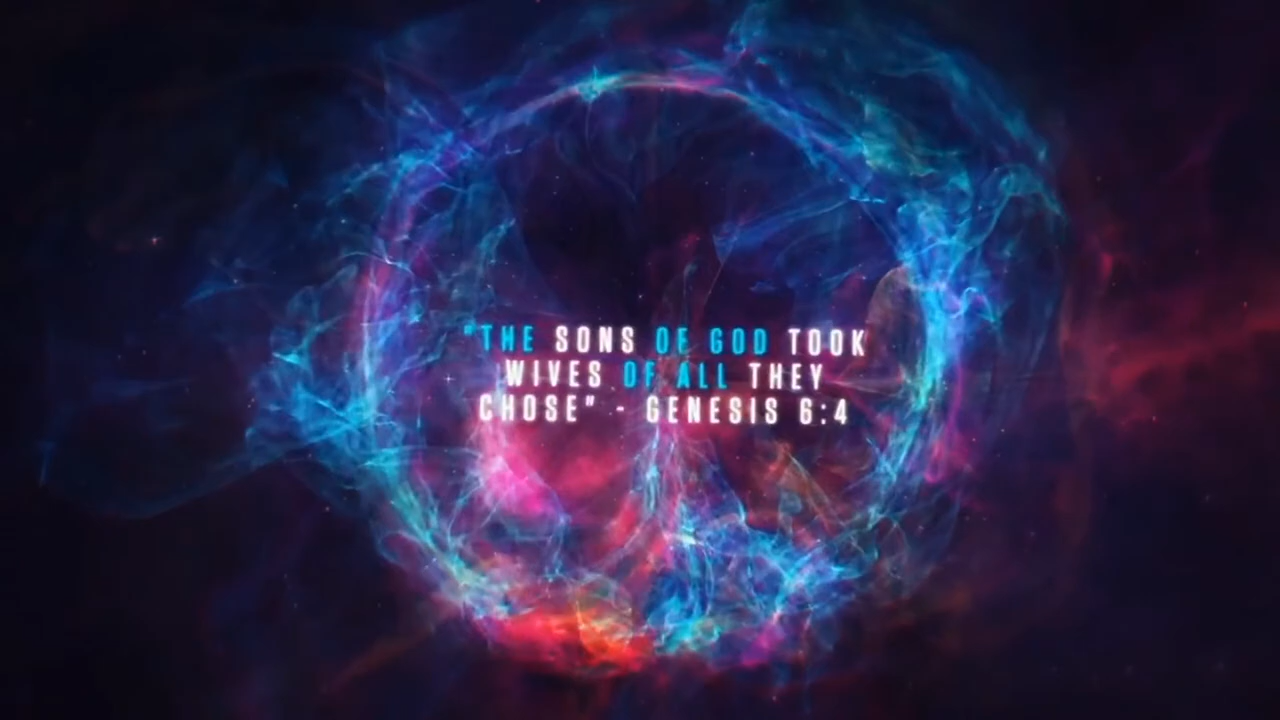 "THE SONS OF GOD TOOK
WIVES OF ALL THEY
CHOSE" - GENESIS 6:4